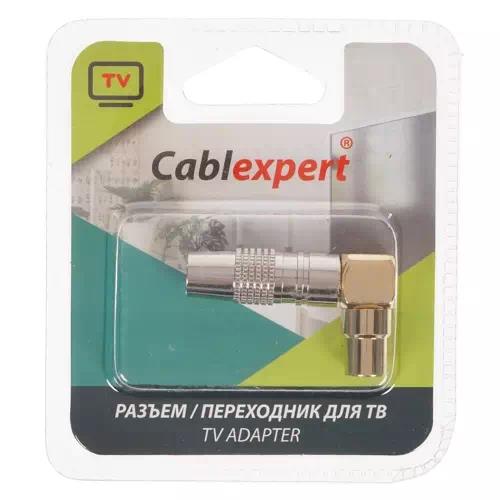 TV
Cablexpert®
РАЗЪЕМ / ПЕРЕХОДНИК ДЛЯ ТВ
TV ADAPTER